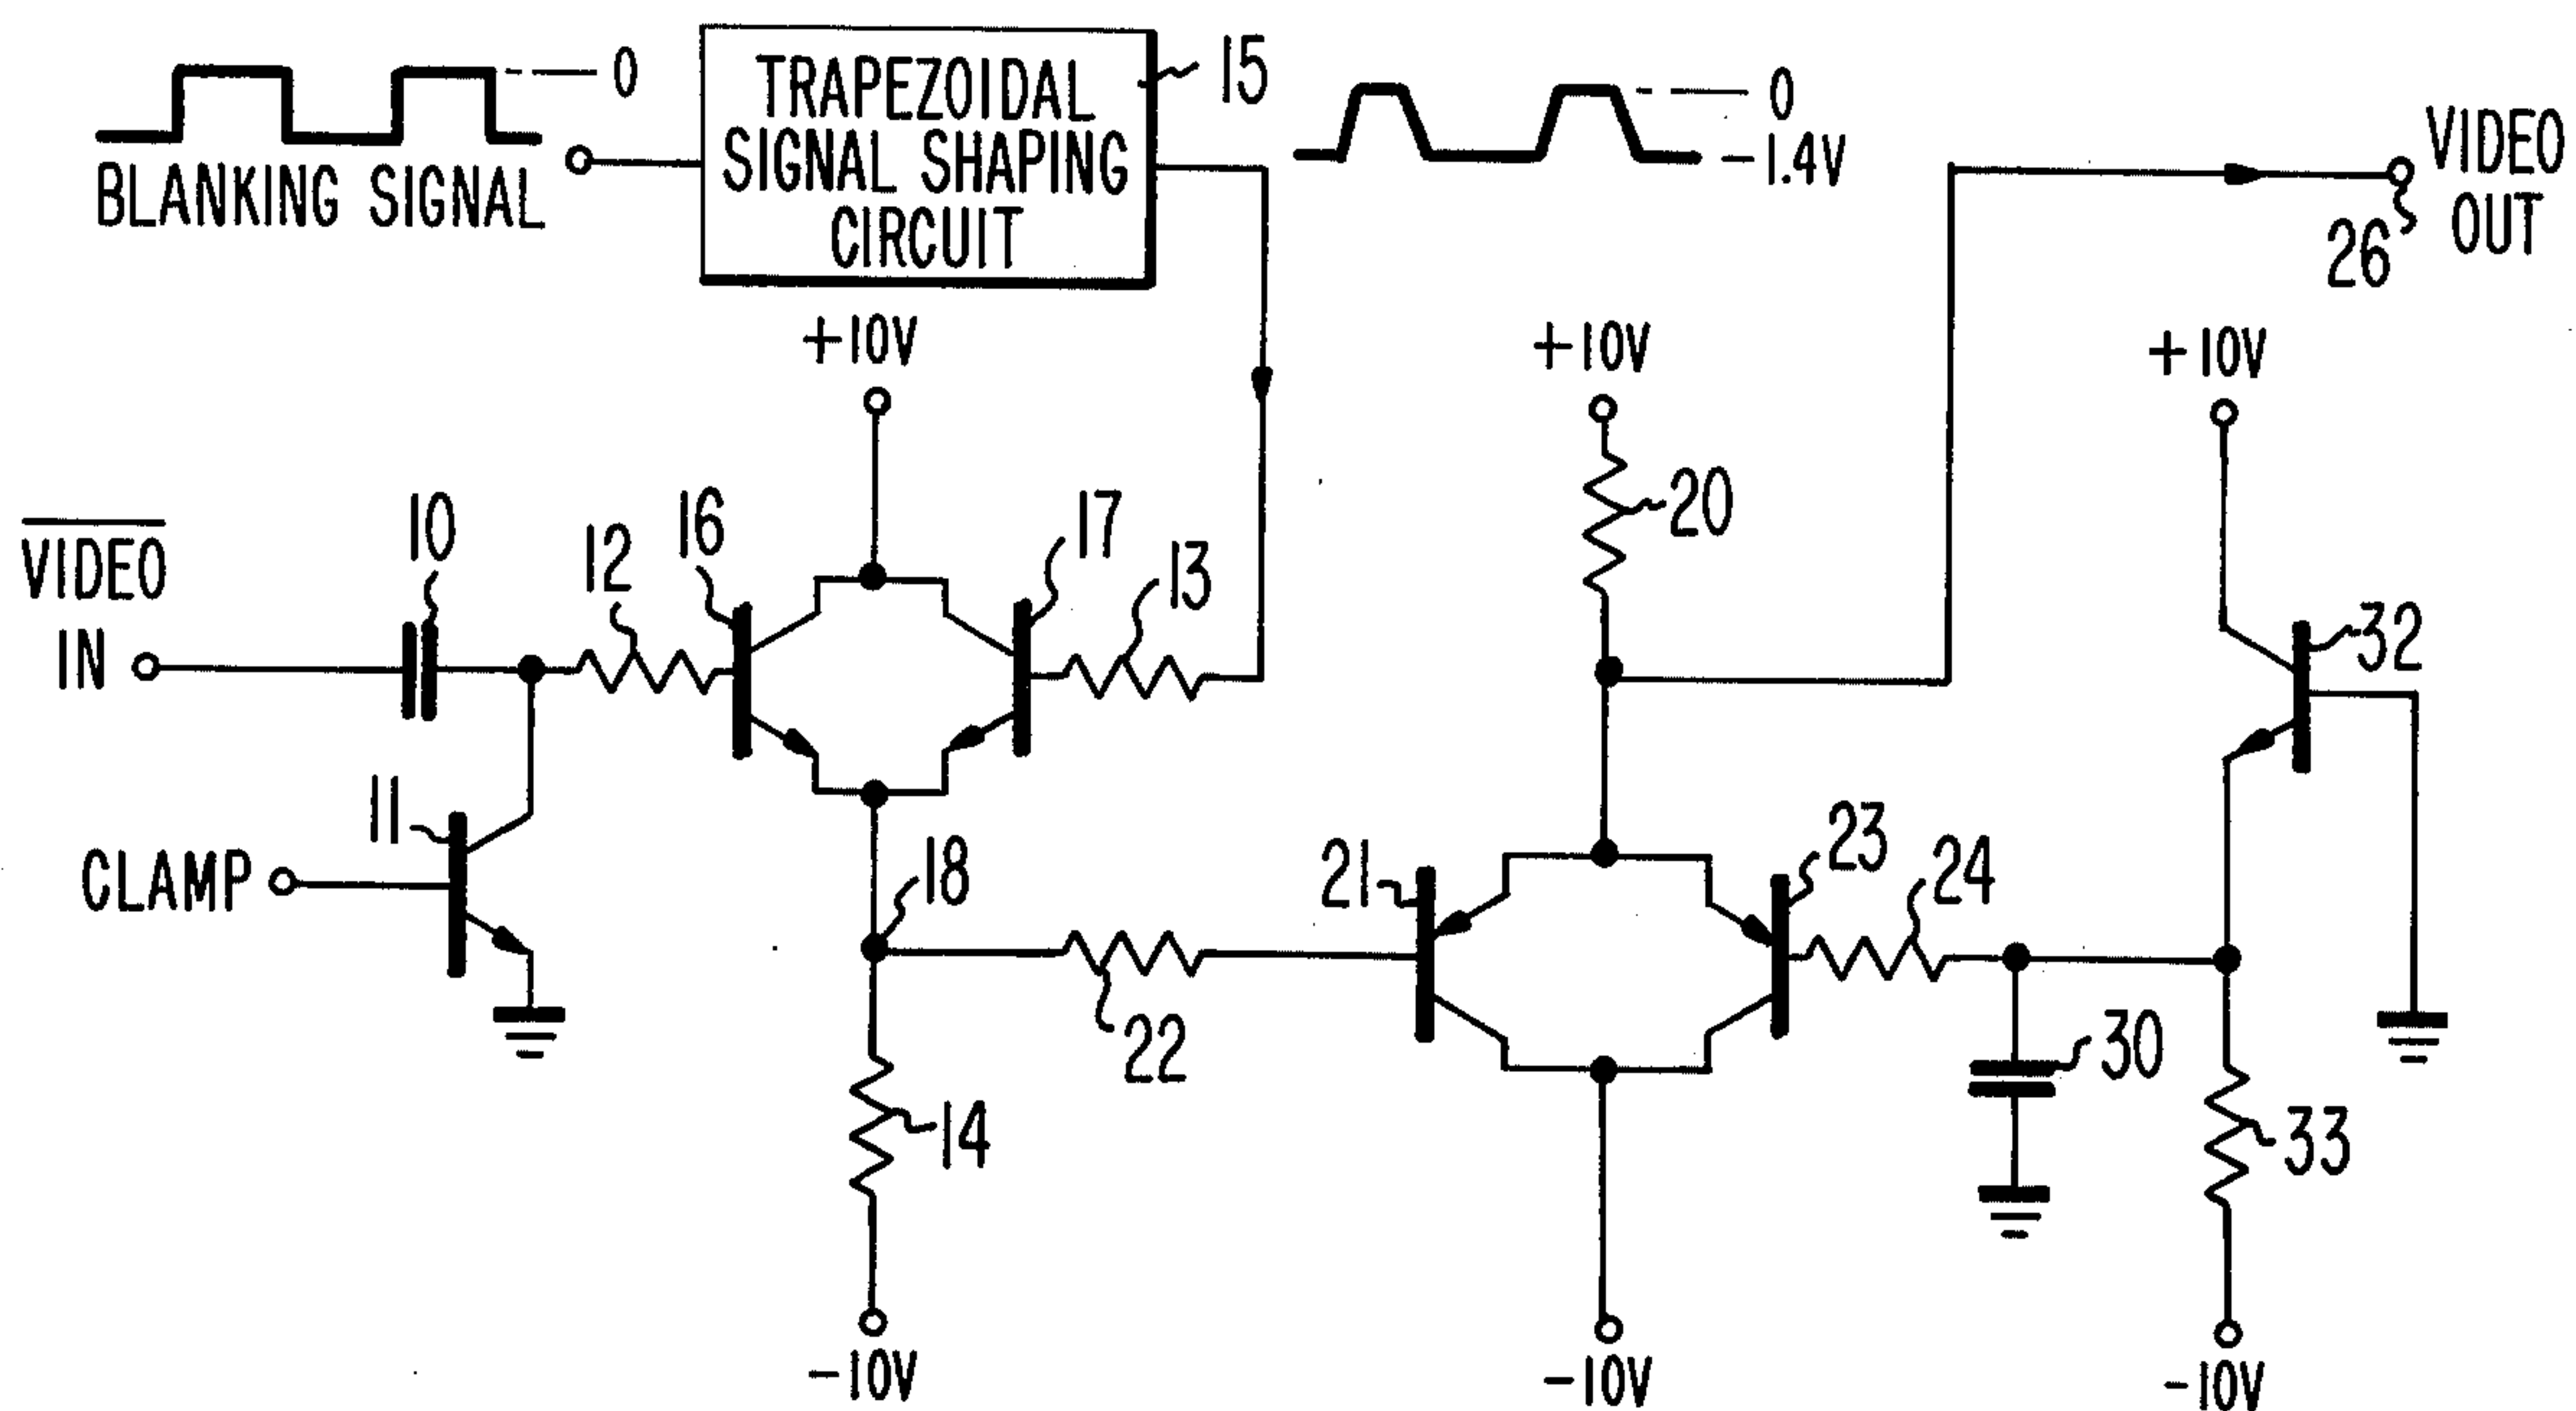 0
TRAPEZOIDAL
SIGNAL SHAPING
CIRCUIT
15
0
-1.4V
BLANKING SIGNAL
VIDEO
OUT
26
+10V
+10V
+10V
VIDEO
IN
10
12
16
17
13
20
32
11
CLAMP
18
21
23
24
22
14
30
33
-10V
-10V
-10V